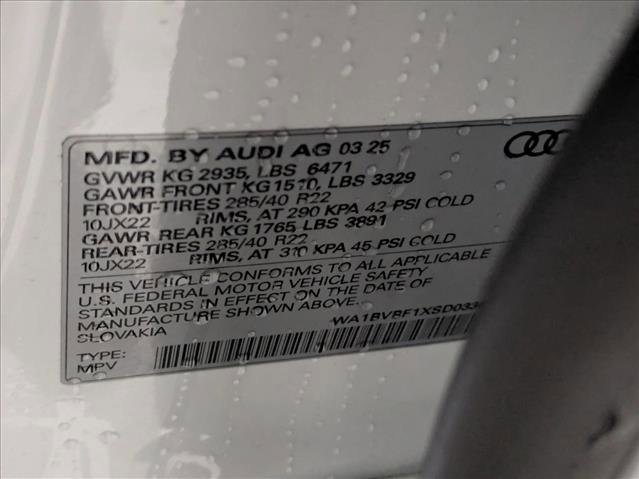 MFD. BY AUDI AG 03 25
GVWR KG 2935, LBS 6471
GAWR FRONT KG 1510, LBS 3329
FRONT-TIRES 285/40 R22
10JX22 RIMS, AT 290 KPA 42 PSI COLD
GAWR REAR KG 1765, LBS 3891
REAR-TIRES 285/40 R22
10JX22 RIMS, AT 310 KPA 45 PSI COLD
THIS VEHICLE CONFORMS TO ALL APPLICABLE
U.S. FEDERAL MOTOR VEHICLE SAFETY
STANDARDS IN EFFECT ON THE DATE OF
MANUFACTURE SHOWN ABOVE.
SLOVAKIA
TYPE:
MPV